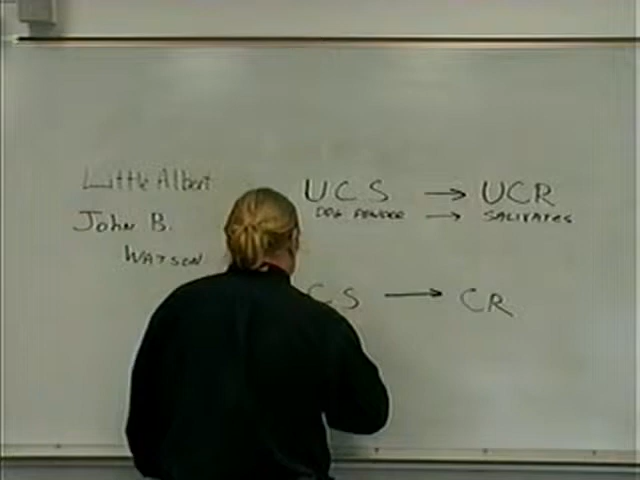 Little Albert
John B.
Watson
UCS → UCR
DOG POWDER → SALIVATES
CS → CR